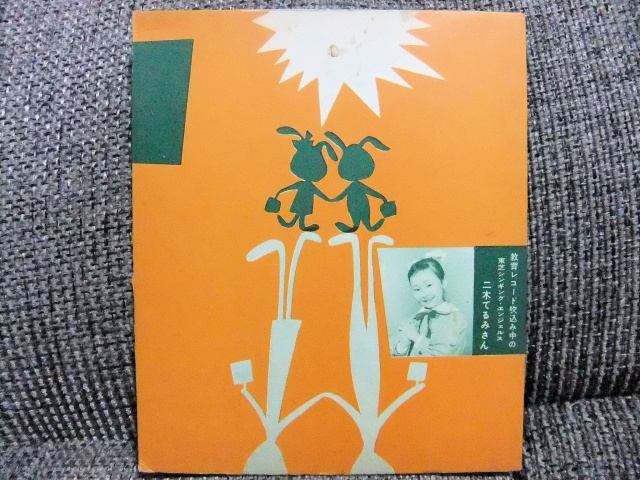 教育レコード吹込み中の
東芝シンギング・エンジェルス
二木てるみさん